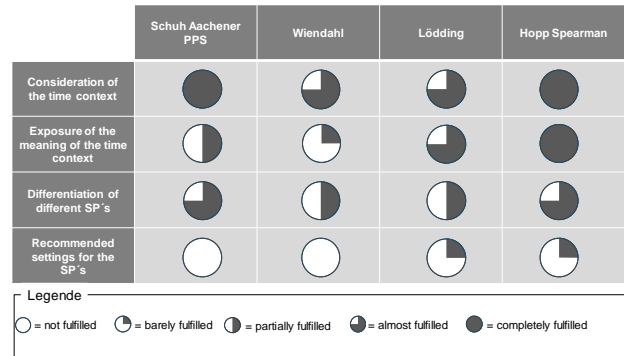 Schuh Aachener
PPS
Wiendahl
Lödding
Hopp Spearman
Consideration of
the time context
Exposure of the
meaning of the time
context
Differentiation of
different SP´s
Recommended
settings for the
SP´s
Legende
= not fulfilled = barely fulfilled = partially fulfilled = almost fulfilled = completely fulfilled